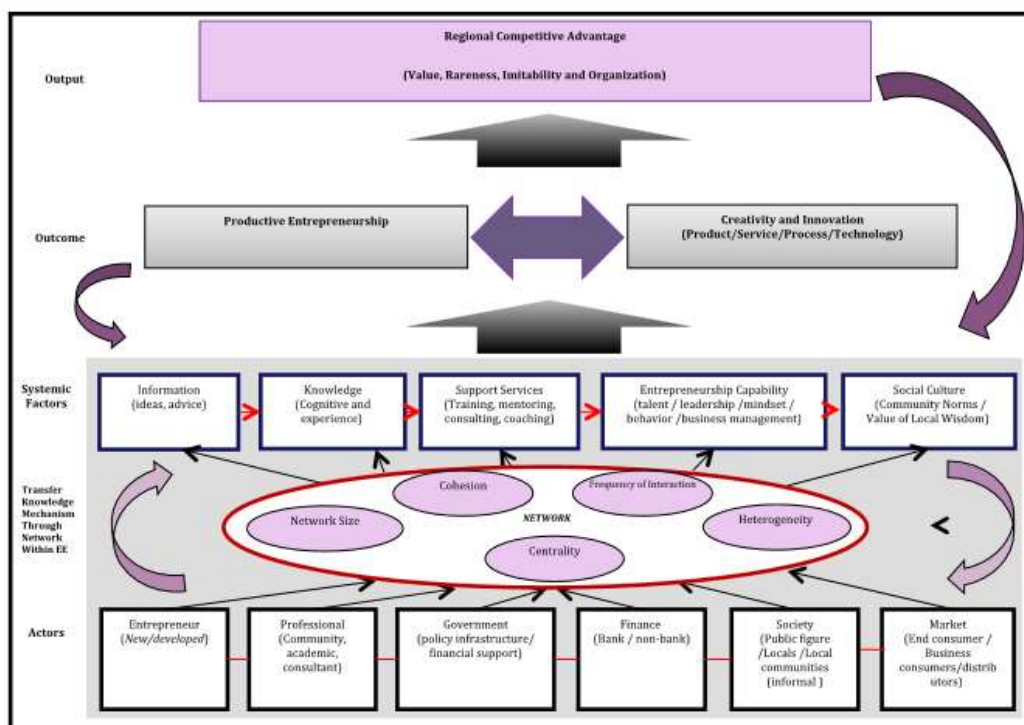 Regional Competitive Advantage
(Value, Rareness, Imitability and Organization)
Output
Productive Entrepreneurship
Creativity and Innovation
(Product/Service/Process/Technology)
Outcome
Systemic
Factors
Information
(ideas, advice)
Knowledge
(Cognitive and
experience)
Support Services
(Training, mentoring,
consulting, coaching)
Entrepreneurship Capability
(talent / leadership /mindset /
behavior /business management)
Social Culture
(Community Norms /
Value of Local Wisdom)
Transfer
Knowledge
Mechanism
Through
Network
Within EE
Cohesion
Frequency of Interaction
Network Size
NETWORK
Heterogeneity
Centrality
Actors
Entrepreneur
(New/developed)
Professional
(Community,
academic,
consultant)
Government
(policy infrastructure/
financial support)
Finance
(Bank / non-bank)
Society
(Public figure
/Locals /Local
communities
(informal )
Market
(End consumer /
Business
consumers/distrib
utors)